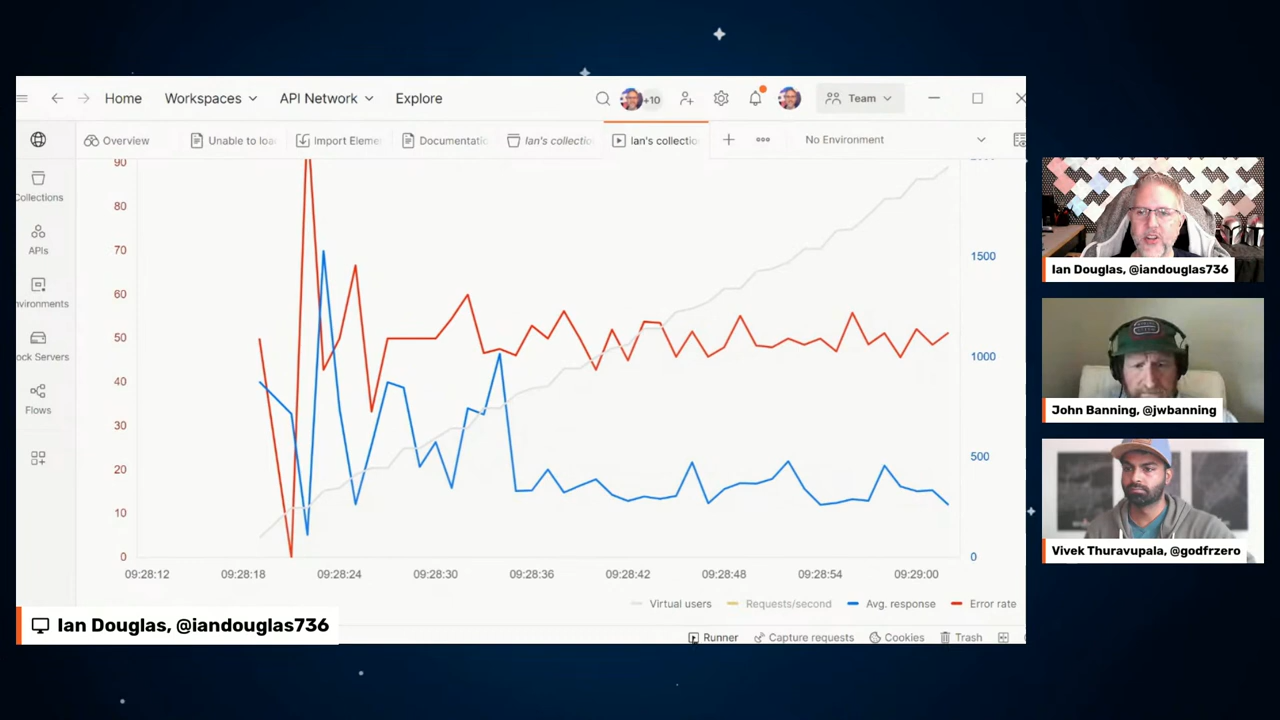 Home Workspaces API Network Explore +10 Team
Overview Unable to loa Import Eleme Documentatio Ian's collectio Ian's collectio No Environment
Collections
APIs
nvironments
ock Servers
Flows
90
80
70
60
50
40
30
20
10
0
1500
1000
500
0
09:28:12 09:28:18 09:28:24 09:28:30 09:28:36 09:28:42 09:28:48 09:28:54 09:29:00
Virtual users Requests/second Avg. response Error rate
Runner Capture requests Cookies Trash
Ian Douglas, @iandouglas736
Ian Douglas, @iandouglas736
John Banning, @jwbanning
Vivek Thuravupala, @godfrzero